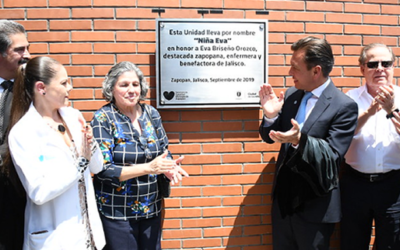 Esta Unidad lleva por nombre
"Niña Eva"
en honor a Eva Briseño Orozco,
destacada zapopana, enfermera y
benefactora de Jalisco.
Zapopan, Jalisco, Septiembre de 2019